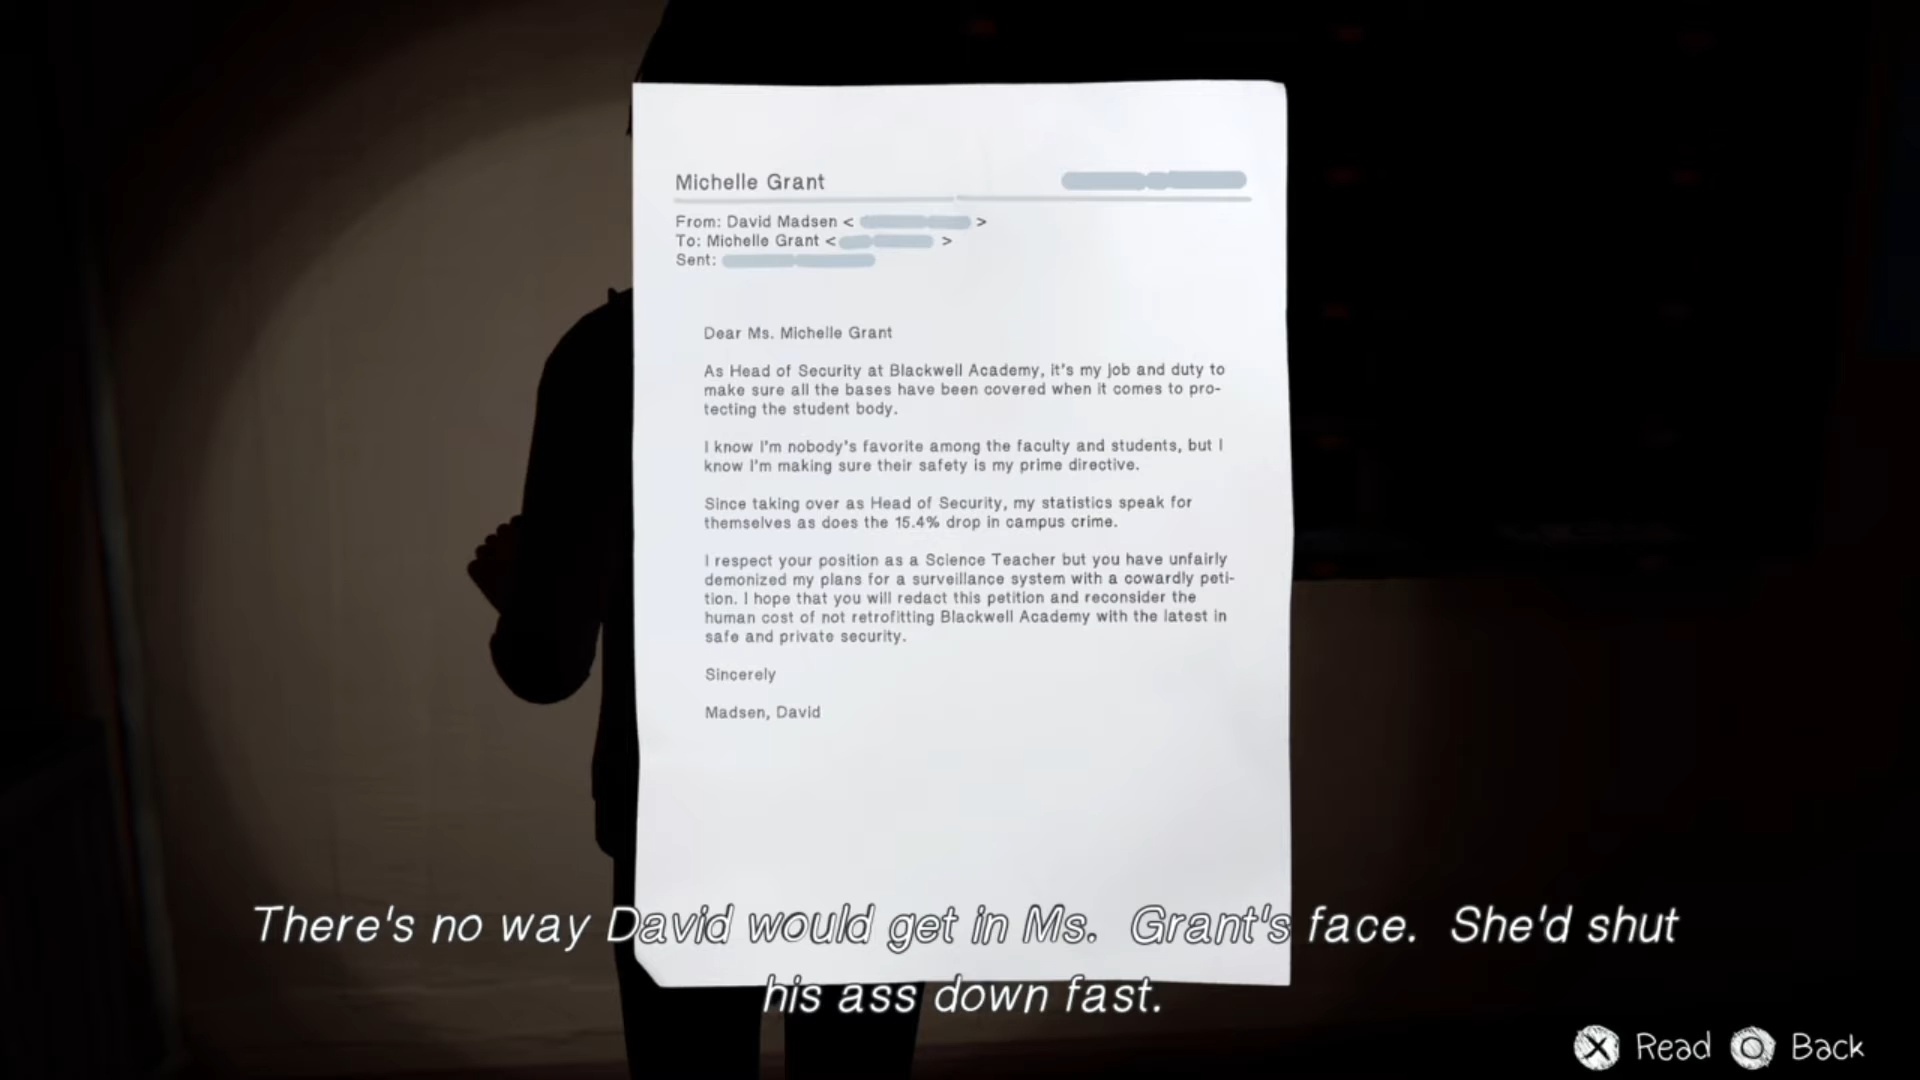 Michelle Grant
From: David Madsen < >
To: Michelle Grant < >
Sent:
Dear Ms. Michelle Grant
As Head of Security at Blackwell Academy, it's my job and duty to
make sure all the bases have been covered when it comes to pro-
tecting the student body.
I know I'm nobody's favorite among the faculty and students, but I
know I'm making sure their safety is my prime directive.
Since taking over as Head of Security, my statistics speak for
themselves as does the 15.4% drop in campus crime.
I respect your position as a Science Teacher but you have unfairly
demonized my plans for a surveillance system with a cowardly peti-
tion. I hope that you will redact this petition and reconsider the
human cost of not retrofitting Blackwell Academy with the latest in
safe and private security.
Sincerely
Madsen, David
There's no way David would get in Ms. Grant's face. She'd shut
his ass down fast.
X Read O Back